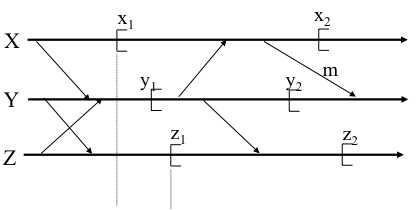 x₁ x₂
X
m
Y y₁ y₂
z₁ z₂
Z